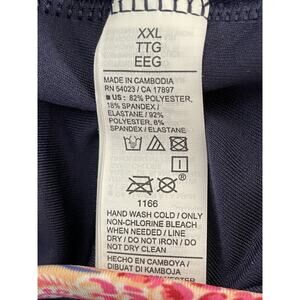 XXL
TTG
EEG
MADE IN CAMBODIA
RN 54023 / CA 17897
■ US: 82% POLYESTER,
18% SPANDEX /
ELASTANE / 92%
POLYESTER, 8%
SPANDEX / ELASTANE
1166
HAND WASH COLD / ONLY
NON-CHLORINE BLEACH
WHEN NEEDED / LINE
DRY / DO NOT IRON / DO
NOT DRY CLEAN
HECHO EN CAMBOYA /
DIBUAT DI KAMBOJA